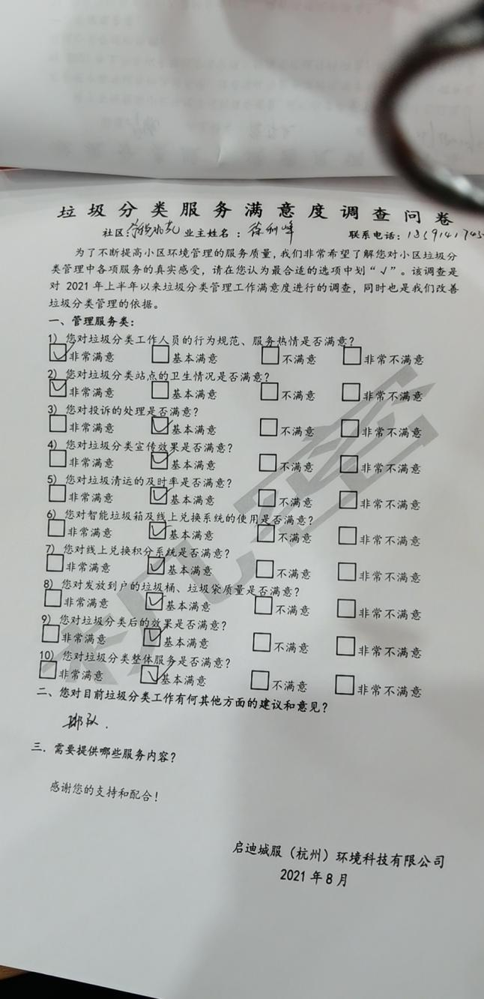 垃圾分类服务满意度调查问卷
社区: 业主姓名：徐 峰 联系电话：
为了不断提高小区环境管理的服务质量，我们非常希望了解您对小区垃圾分
类管理中各项服务的真实感受，请在您认为最合适的选项中划“√”。该调查是
对 2021 年上半年以来垃圾分类管理工作满意度进行的调查，同时也是我们改善
垃圾分类管理的依据。
一、管理服务类：
1) 您对垃圾分类工作人员的行为规范、服务热情是否满意？
☑非常满意 □基本满意 □不满意 □非常不满意
2) 您对垃圾分类站点的卫生情况是否满意？
☑非常满意 □基本满意 □不满意 □非常不满意
3) 您对投诉的处理是否满意？
□非常满意 ☑基本满意 □不满意 □非常不满意
4) 您对垃圾分类宣传效果是否满意？
□非常满意 ☑基本满意 □不满意 □非常不满意
5) 您对垃圾清运的及时率是否满意？
□非常满意 ☑基本满意 □不满意 □非常不满意
6) 您对智能垃圾箱及线上兑换系统的使用是否满意？
□非常满意 ☑基本满意 □不满意 □非常不满意
7) 您对线上兑换积分系统是否满意？
□非常满意 ☑基本满意 □不满意 □非常不满意
8) 您对发放到户的垃圾桶、垃圾袋质量是否满意？
□非常满意 ☑基本满意 □不满意 □非常不满意
9) 您对垃圾分类后的效果是否满意？
□非常满意 ☑基本满意 □不满意 □非常不满意
10) 您对垃圾分类整体服务是否满意？
□非常满意 ☑基本满意 □不满意 □非常不满意
二、您对目前垃圾分类工作有何其他方面的建议和意见？
排队.
三．需要提供哪些服务内容？
感谢您的支持和配合！
启迪城服（杭州）环境科技有限公司
2021 年 8 月